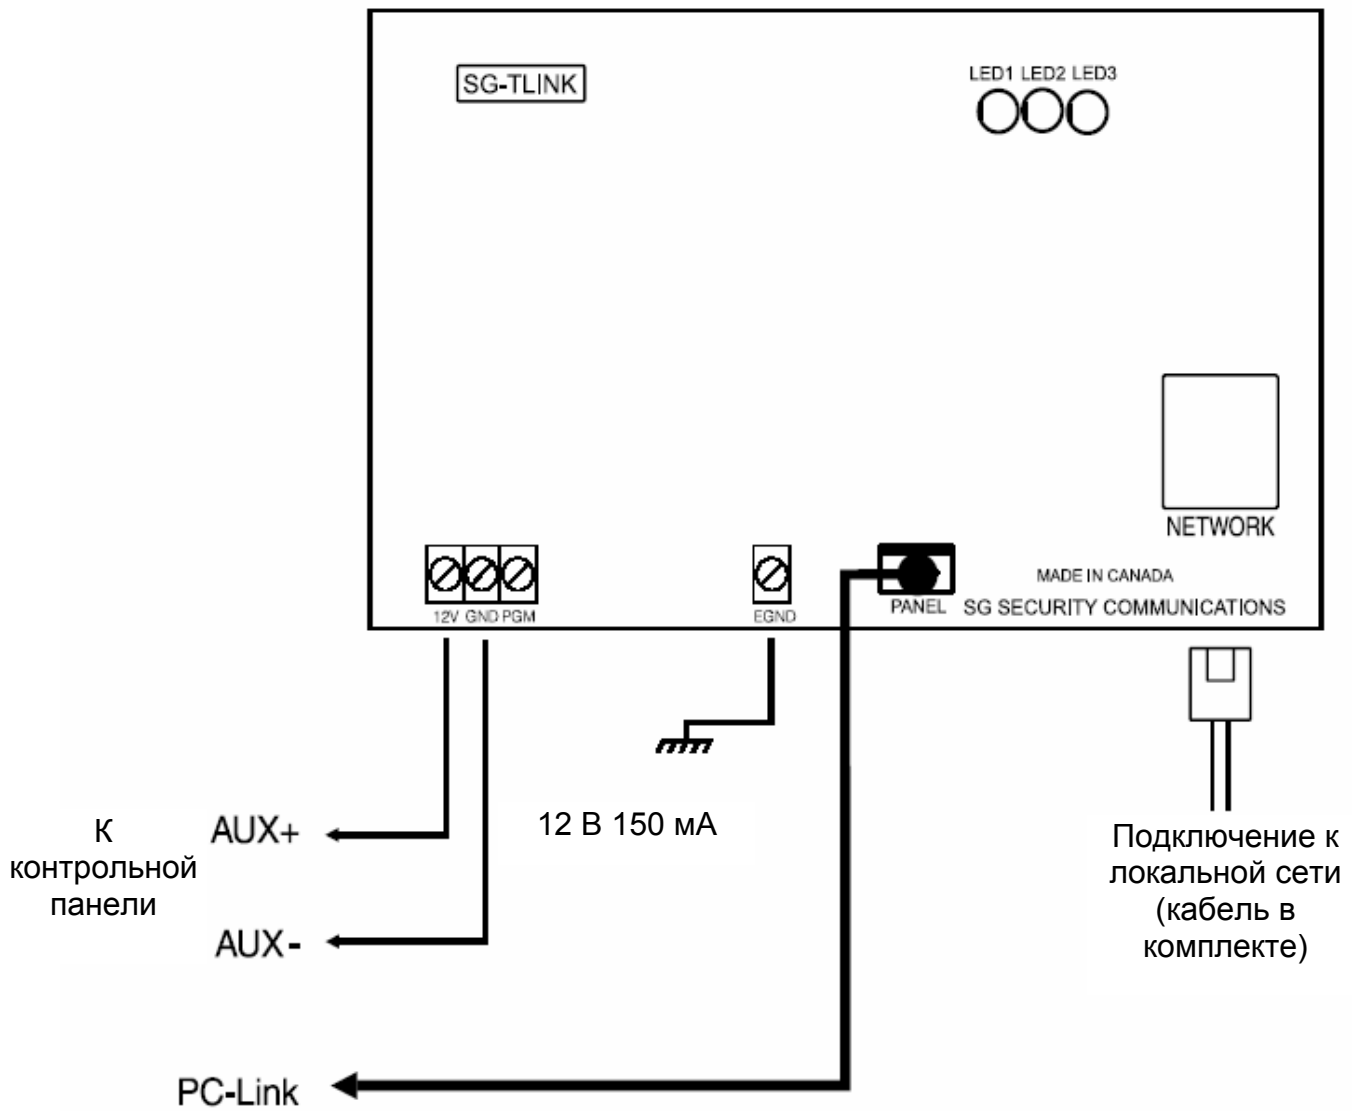 SG-TLINK
LED1 LED2 LED3
NETWORK
MADE IN CANADA
SG SECURITY COMMUNICATIONS
12V GND PGM
EGND
PANEL
К
контрольной
панели
AUX+
AUX-
PC-Link
12 В 150 мА
Подключение к
локальной сети
(кабель в
комплекте)